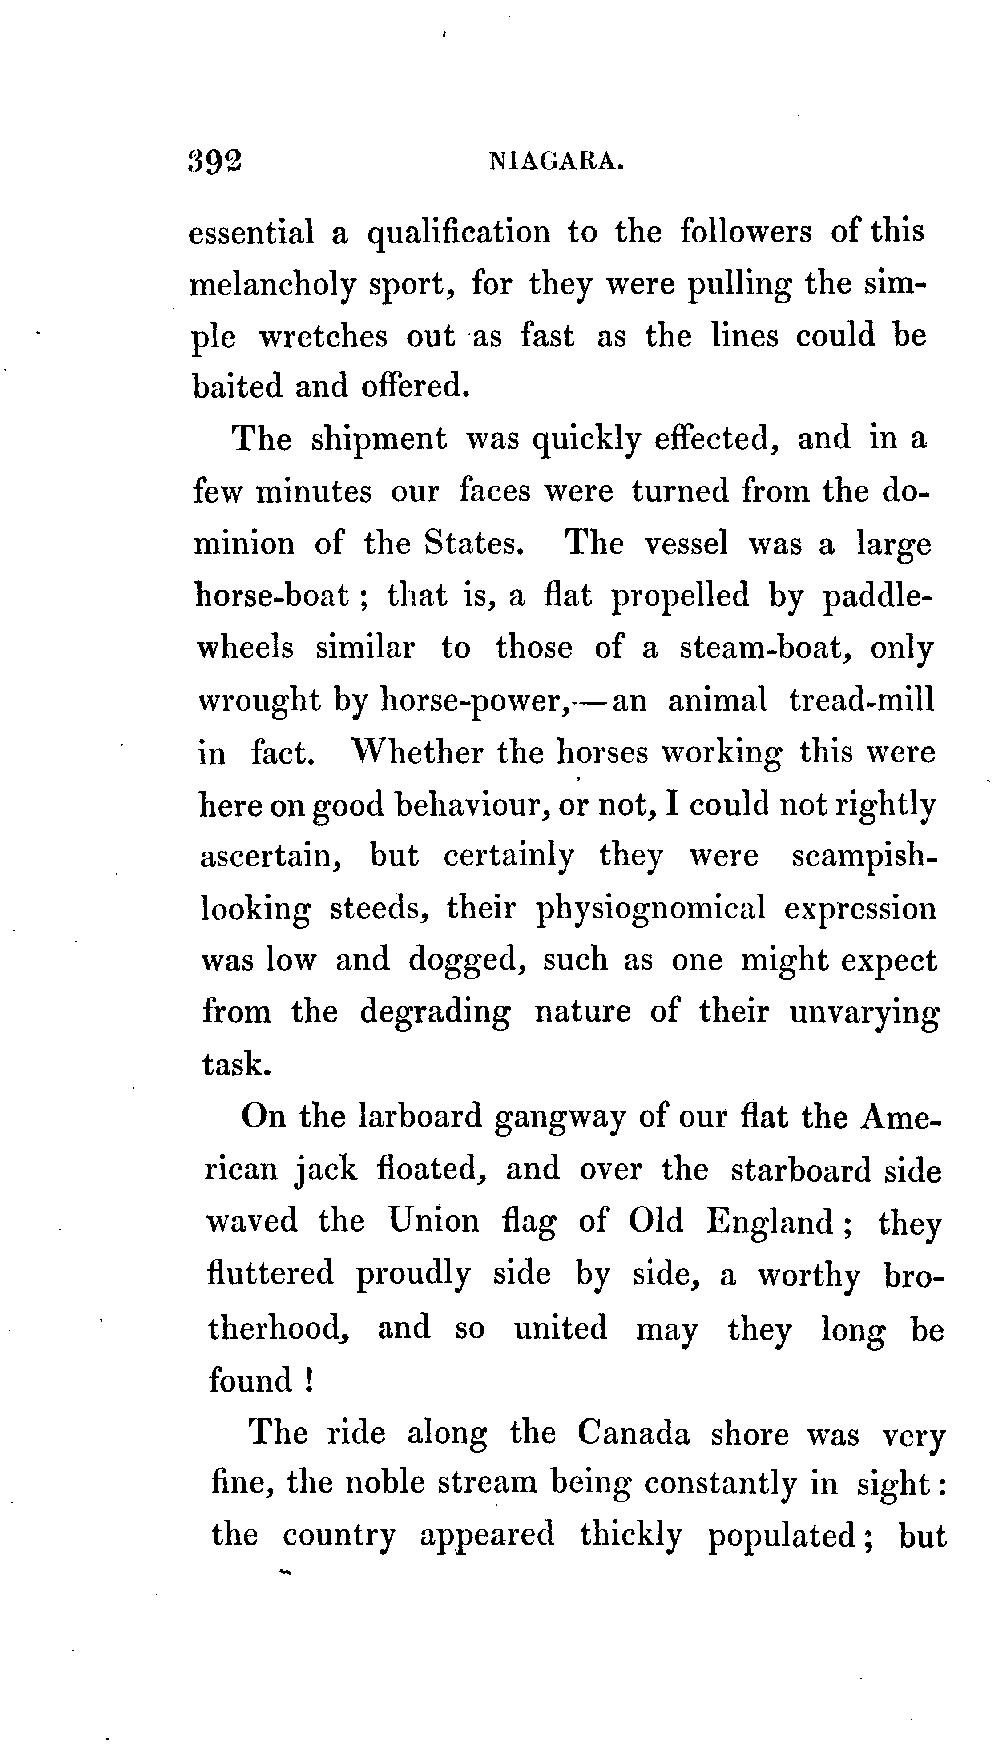 392 NIAGARA.
essential a qualification to the followers of this
melancholy sport, for they were pulling the sim-
ple wretches out as fast as the lines could be
baited and offered.
The shipment was quickly effected, and in a
few minutes our faces were turned from the do-
minion of the States. The vessel was a large
horse-boat ; that is, a flat propelled by paddle-
wheels similar to those of a steam-boat, only
wrought by horse-power,—an animal tread-mill
in fact. Whether the horses working this were
here on good behaviour, or not, I could not rightly
ascertain, but certainly they were scampish-
looking steeds, their physiognomical expression
was low and dogged, such as one might expect
from the degrading nature of their unvarying
task.
On the larboard gangway of our flat the Ame-
rican jack floated, and over the starboard side
waved the Union flag of Old England ; they
fluttered proudly side by side, a worthy bro-
therhood, and so united may they long be
found !
The ride along the Canada shore was very
fine, the noble stream being constantly in sight :
the country appeared thickly populated ; but